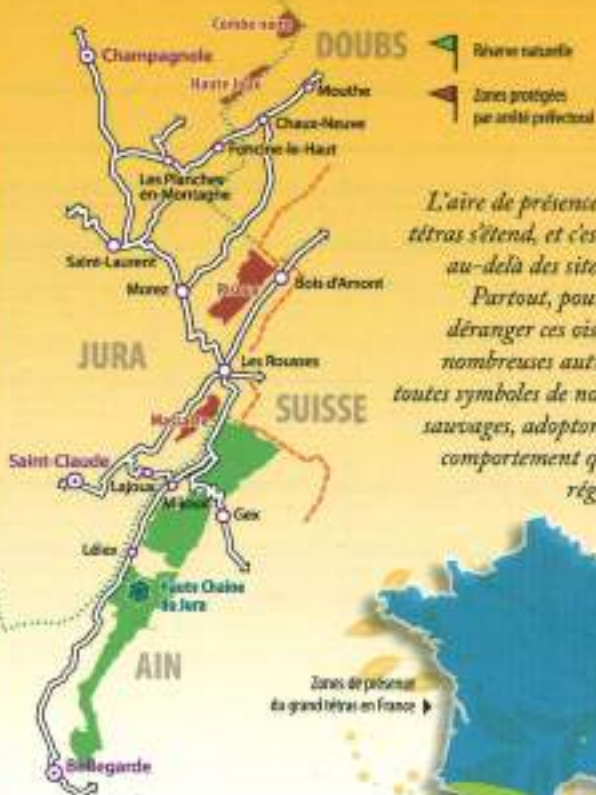 Combe noire
DOUBS
Réserve naturelle
Champagnole
Haute Joux
Mouthe
Zones protégées
par arrêté préfectoral
Chaux-Neuve
Foncine-le-Haut
Les Planches-
en-Montagne
L'aire de présence
tétras s'étend, et c'es
au-delà des site
Partout, pou
déranger ces ois
nombreuses aut
toutes symboles de no
sauvages, adopton
comportement q
rég
Saint-Laurent
Morez
Risoux
Bois-d'Amont
JURA
Les Rousses
SUISSE
Massacre
Saint-Claude
Lajoux
Mijoux
Gex
Lélex
Haute Chaîne
du Jura
AIN
Zones de présence
du grand tétras en France
Bellegarde